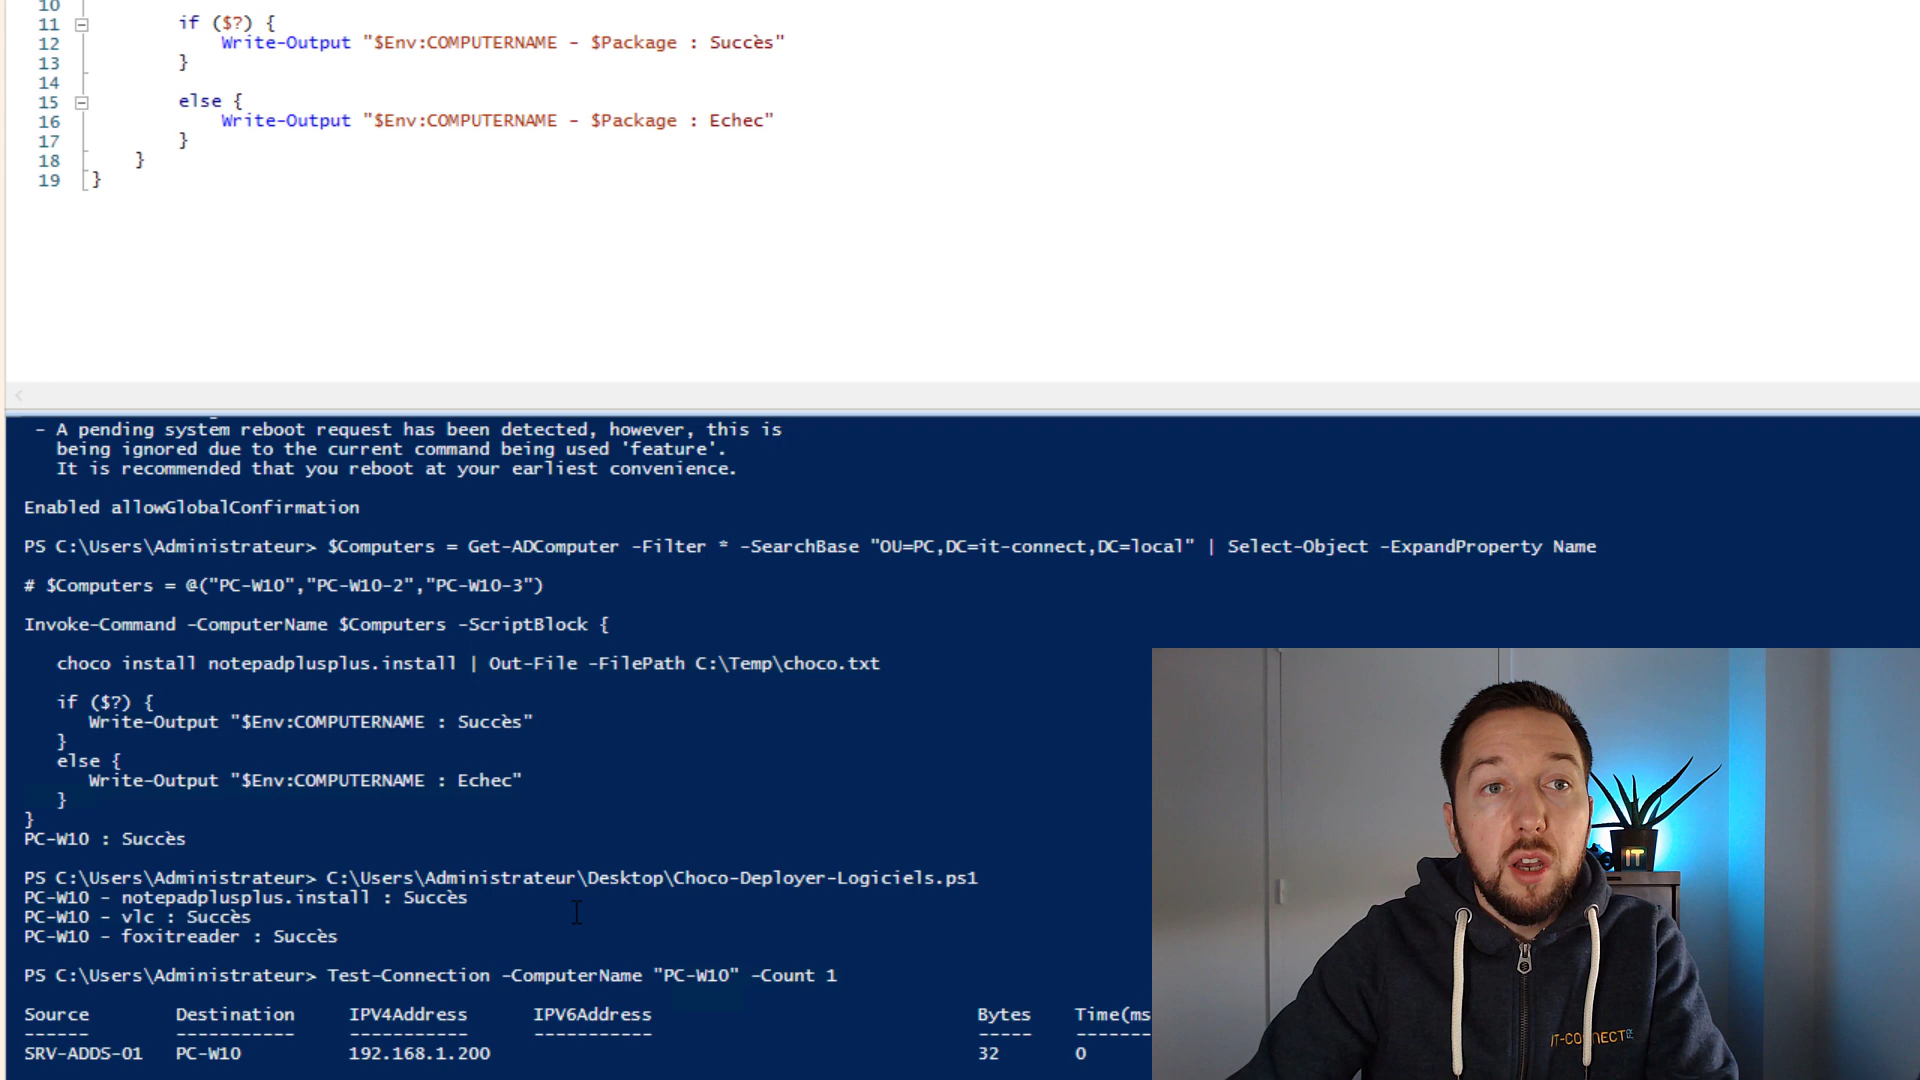 10
11 if ($?) {
12 Write-Output "$Env:COMPUTERNAME - $Package : Succès"
13 }
14
15 else {
16 Write-Output "$Env:COMPUTERNAME - $Package : Echec"
17 }
18 }
19 }
- A pending system reboot request has been detected, however, this is
being ignored due to the current command being used 'feature'.
It is recommended that you reboot at your earliest convenience.
Enabled allowGlobalConfirmation
PS C:\Users\Administrateur> $Computers = Get-ADComputer -Filter * -SearchBase "OU=PC,DC=it-connect,DC=local" | Select-Object -ExpandProperty Name
# $Computers = @("PC-W10","PC-W10-2","PC-W10-3")
Invoke-Command -ComputerName $Computers -ScriptBlock {
choco install notepadplusplus.install | Out-File -FilePath C:\Temp\choco.txt
if ($?) {
Write-Output "$Env:COMPUTERNAME : Succès"
}
else {
Write-Output "$Env:COMPUTERNAME : Echec"
}
}
PC-W10 : Succès
PS C:\Users\Administrateur> C:\Users\Administrateur\Desktop\Choco-Deployer-Logiciels.ps1
PC-W10 - notepadplusplus.install : Succès
PC-W10 - vlc : Succès
PC-W10 - foxitreader : Succès
PS C:\Users\Administrateur> Test-Connection -ComputerName "PC-W10" -Count 1
Source Destination IPV4Address IPV6Address Bytes Time(ms
------ ----------- ----------- ----------- ----- -------
SRV-ADDS-01 PC-W10 192.168.1.200 32 0
IT
IT-CONNECT